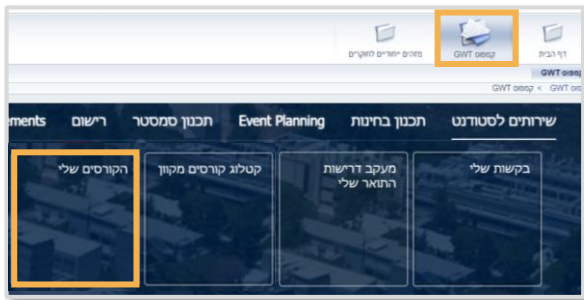 דף הבית
קמפוס GWT
מזהים ייחודיים לחוקרים
קמפוס GWT
קמפוס GWT > קמפוס GWT
שירותים לסטודנט
תכנון בחינות
Event Planning
תכנון סמסטר
רישום
ements
בקשות שלי
מעקב דרישות
התואר שלי
קטלוג קורסים מקוון
הקורסים שלי